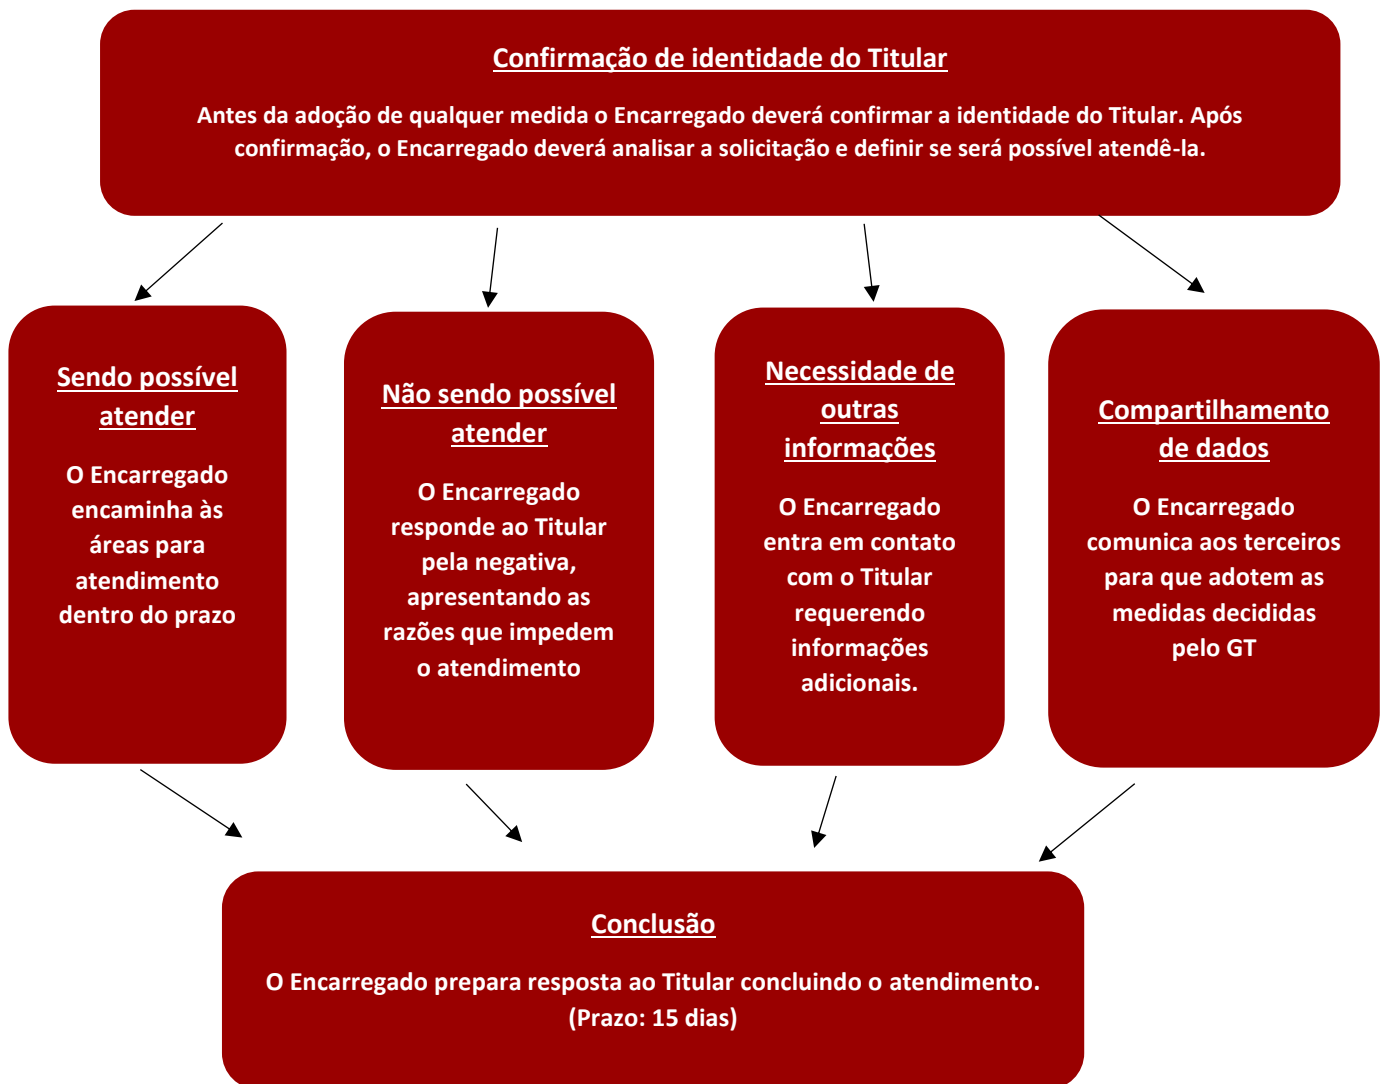 Confirmação de identidade do Titular
Antes da adoção de qualquer medida o Encarregado deverá confirmar a identidade do Titular. Após
confirmação, o Encarregado deverá analisar a solicitação e definir se será possível atendê-la.
Sendo possível
atender
O Encarregado
encaminha às
áreas para
atendimento
dentro do prazo
Não sendo possível
atender
O Encarregado
responde ao Titular
pela negativa,
apresentando as
razões que impedem
o atendimento
Necessidade de
outras
informações
O Encarregado
entra em contato
com o Titular
requerendo
informações
adicionais.
Compartilhamento
de dados
O Encarregado
comunica aos terceiros
para que adotem as
medidas decididas
pelo GT
Conclusão
O Encarregado prepara resposta ao Titular concluindo o atendimento.
(Prazo: 15 dias)